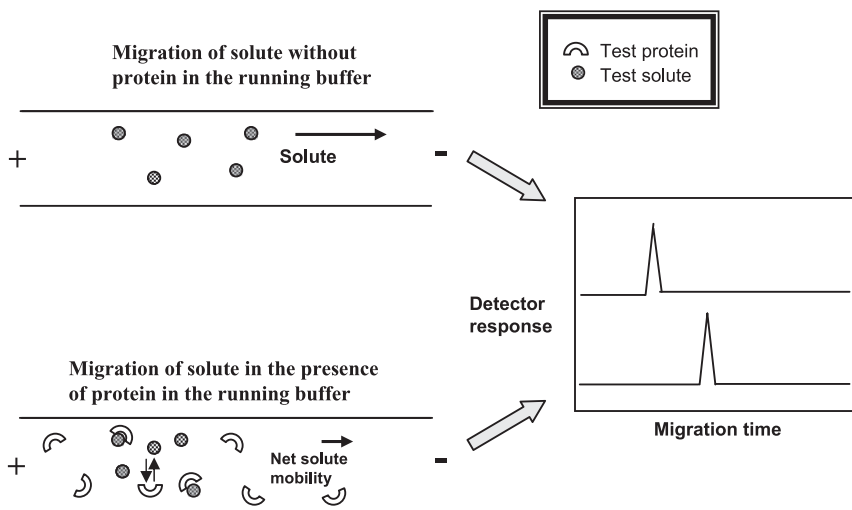 Migration of solute without
protein in the running buffer
Test protein
Test solute
Solute
+
-
Detector
response
Migration time
Migration of solute in the presence
of protein in the running buffer
Net solute
mobility
+
-